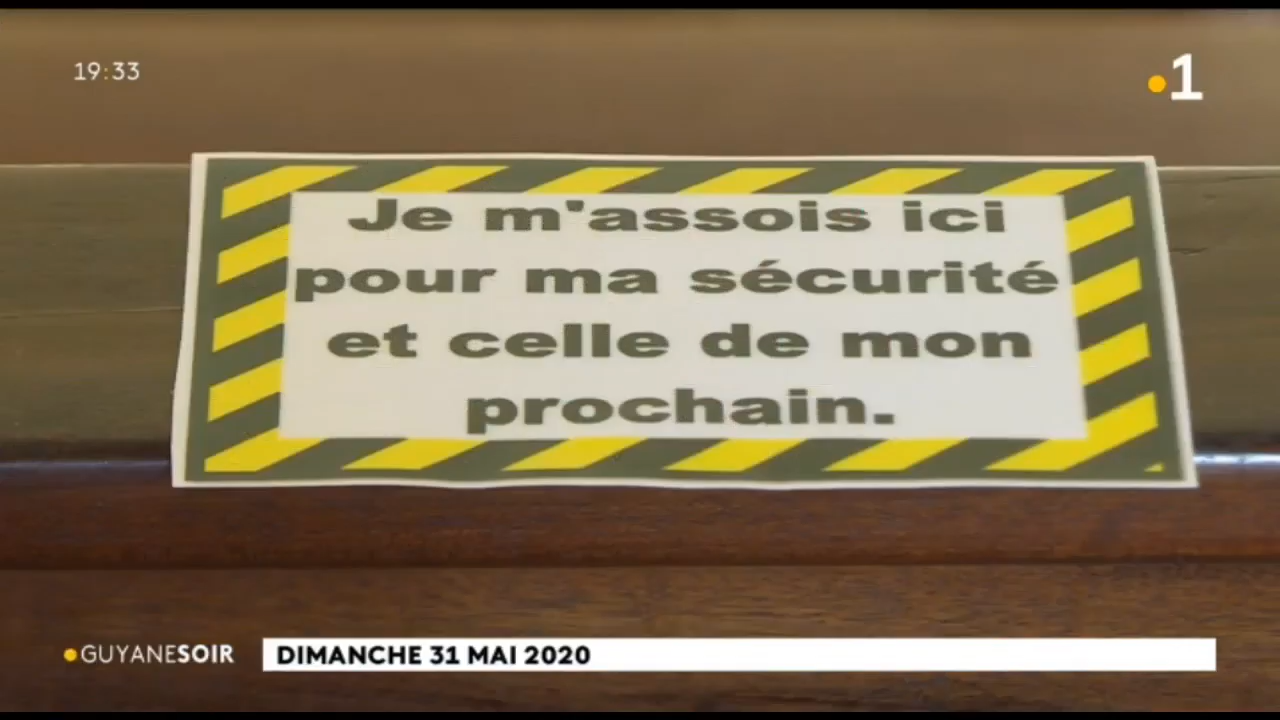 19:33
1
Je m'assois ici
pour ma sécurité
et celle de mon
prochain.
GUYANESOIR
DIMANCHE 31 MAI 2020